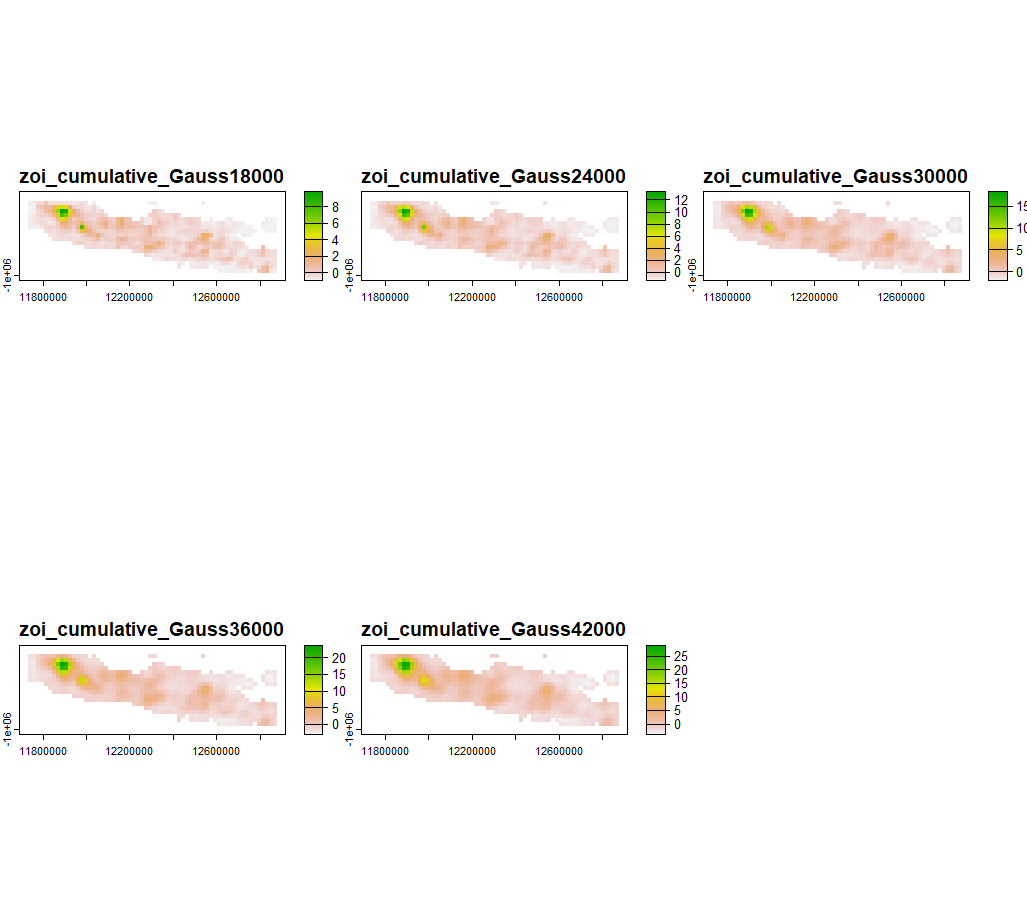 zoi_cumulative_Gauss18000
8
6
4
2
0
-1e+06
11800000 12200000 12600000
zoi_cumulative_Gauss24000
12
10
8
6
4
2
0
-1e+06
11800000 12200000 12600000
zoi_cumulative_Gauss30000
15
10
5
0
-1e+06
11800000 12200000 12600000
zoi_cumulative_Gauss36000
20
15
10
5
0
-1e+06
11800000 12200000 12600000
zoi_cumulative_Gauss42000
25
20
15
10
5
0
-1e+06
11800000 12200000 12600000